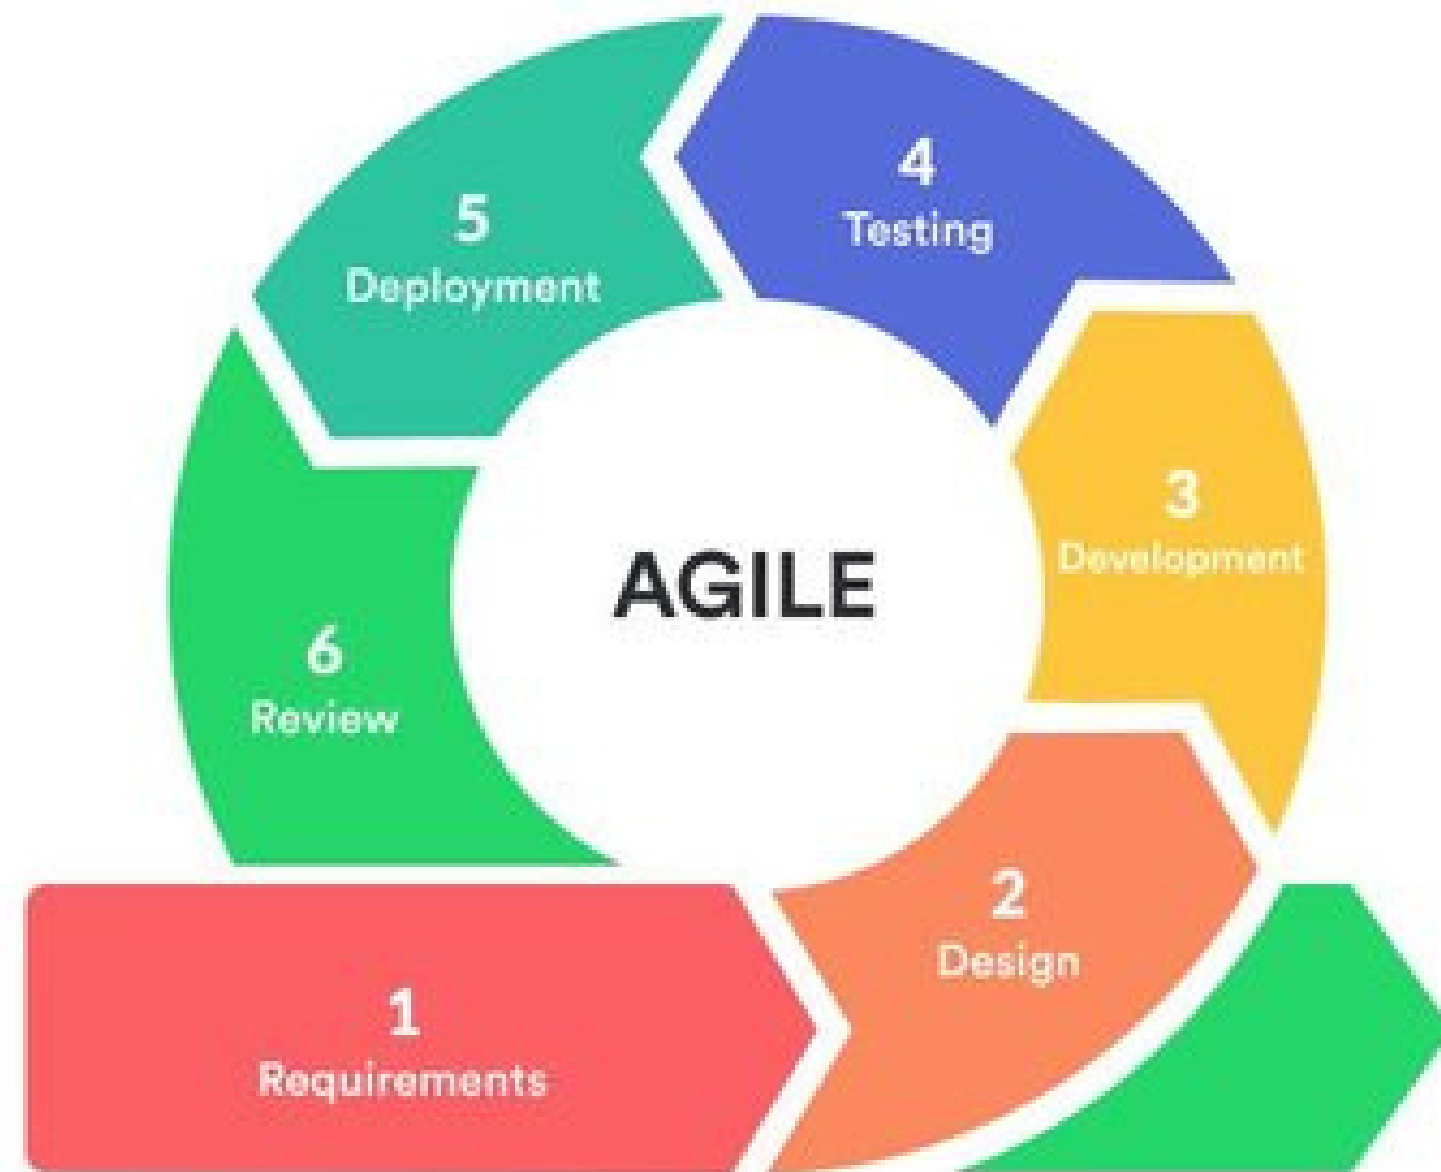 AGILE
1
Requirements
2
Design
3
Development
4
Testing
5
Deployment
6
Review